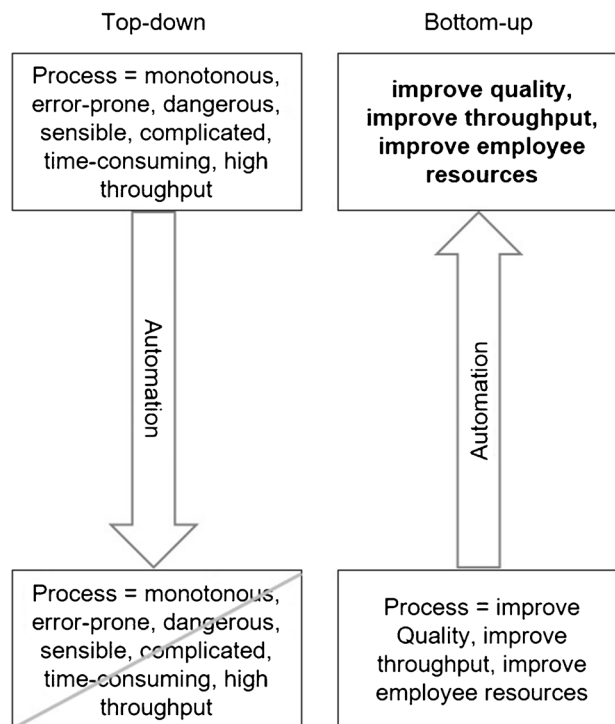 Top-down
Process = monotonous,
error-prone, dangerous,
sensible, complicated,
time-consuming, high
throughput
Automation
Process = monotonous,
error-prone, dangerous,
sensible, complicated,
time-consuming, high
throughput
Bottom-up
improve quality,
improve throughput,
improve employee
resources
Automation
Process = improve
Quality, improve
throughput, improve
employee resources